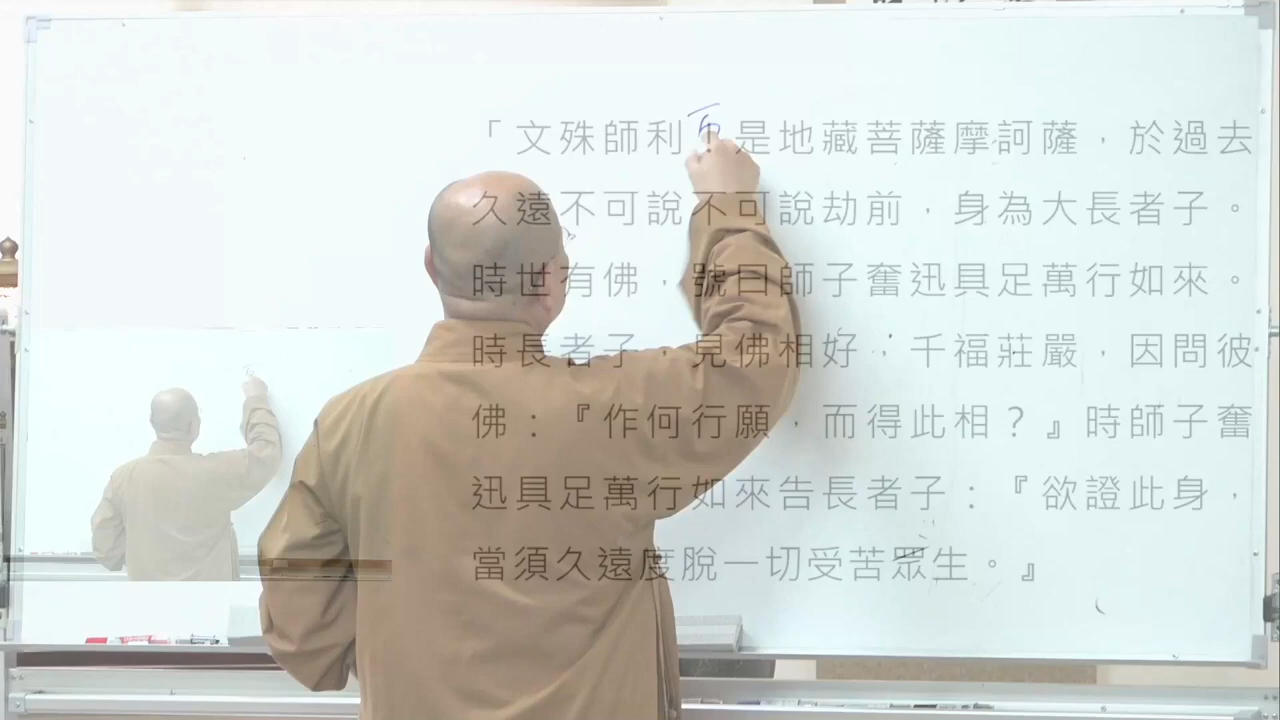 「文殊師利！是地藏菩薩摩訶薩，於過去
久遠不可說不可說劫前，身為大長者子。
時世有佛，號曰師子奮迅具足萬行如來。
時長者子，見佛相好，千福莊嚴，因問彼
佛：『作何行願，而得此相？』時師子奮
迅具足萬行如來告長者子：『欲證此身，
當須久遠度脫一切受苦眾生。』